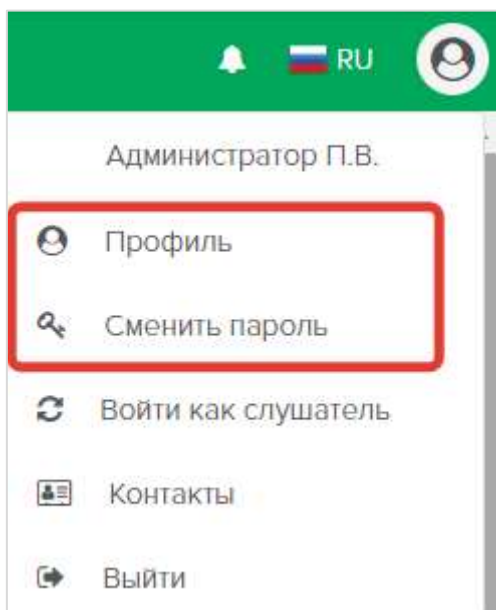 RU
Администратор П.В.
Профиль
Сменить пароль
Войти как слушатель
Контакты
Выйти